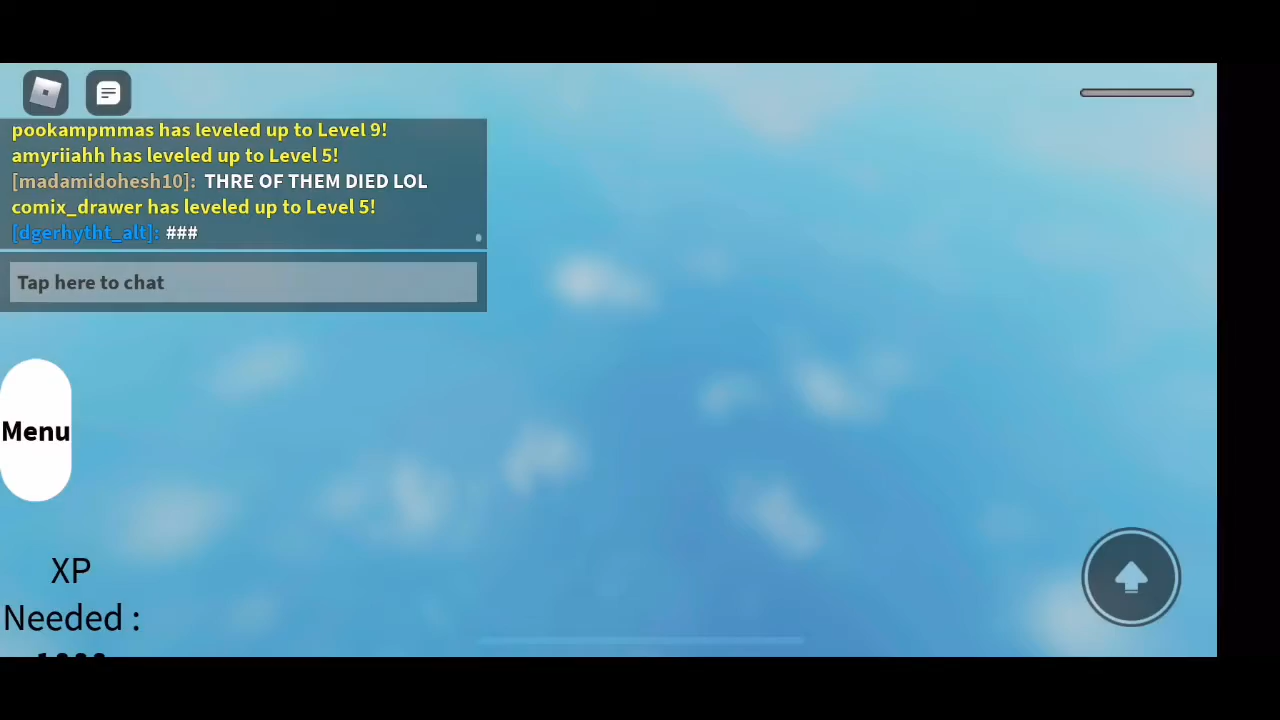 pookampmmas has leveled up to Level 9!
amyriiahh has leveled up to Level 5!
[madamidohesh10]: THRE OF THEM DIED LOL
comix_drawer has leveled up to Level 5!
[dgerhytht_alt]: ###
Tap here to chat
Menu
XP
Needed :